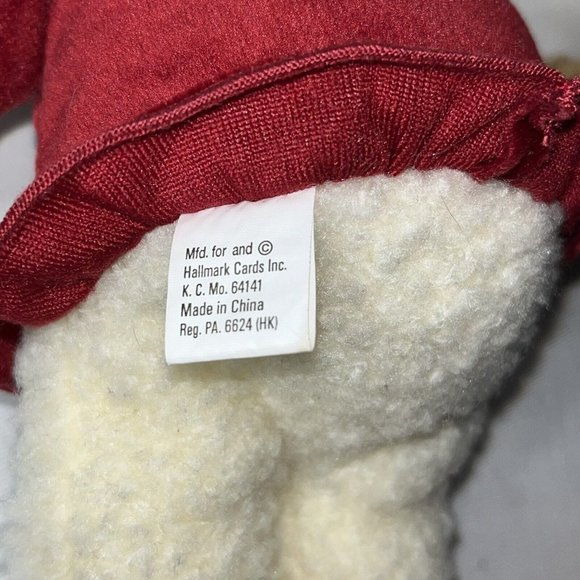 Mfd. for and ©
Hallmark Cards Inc.
K. C. Mo. 64141
Made in China
Reg. PA. 6624 (HK)